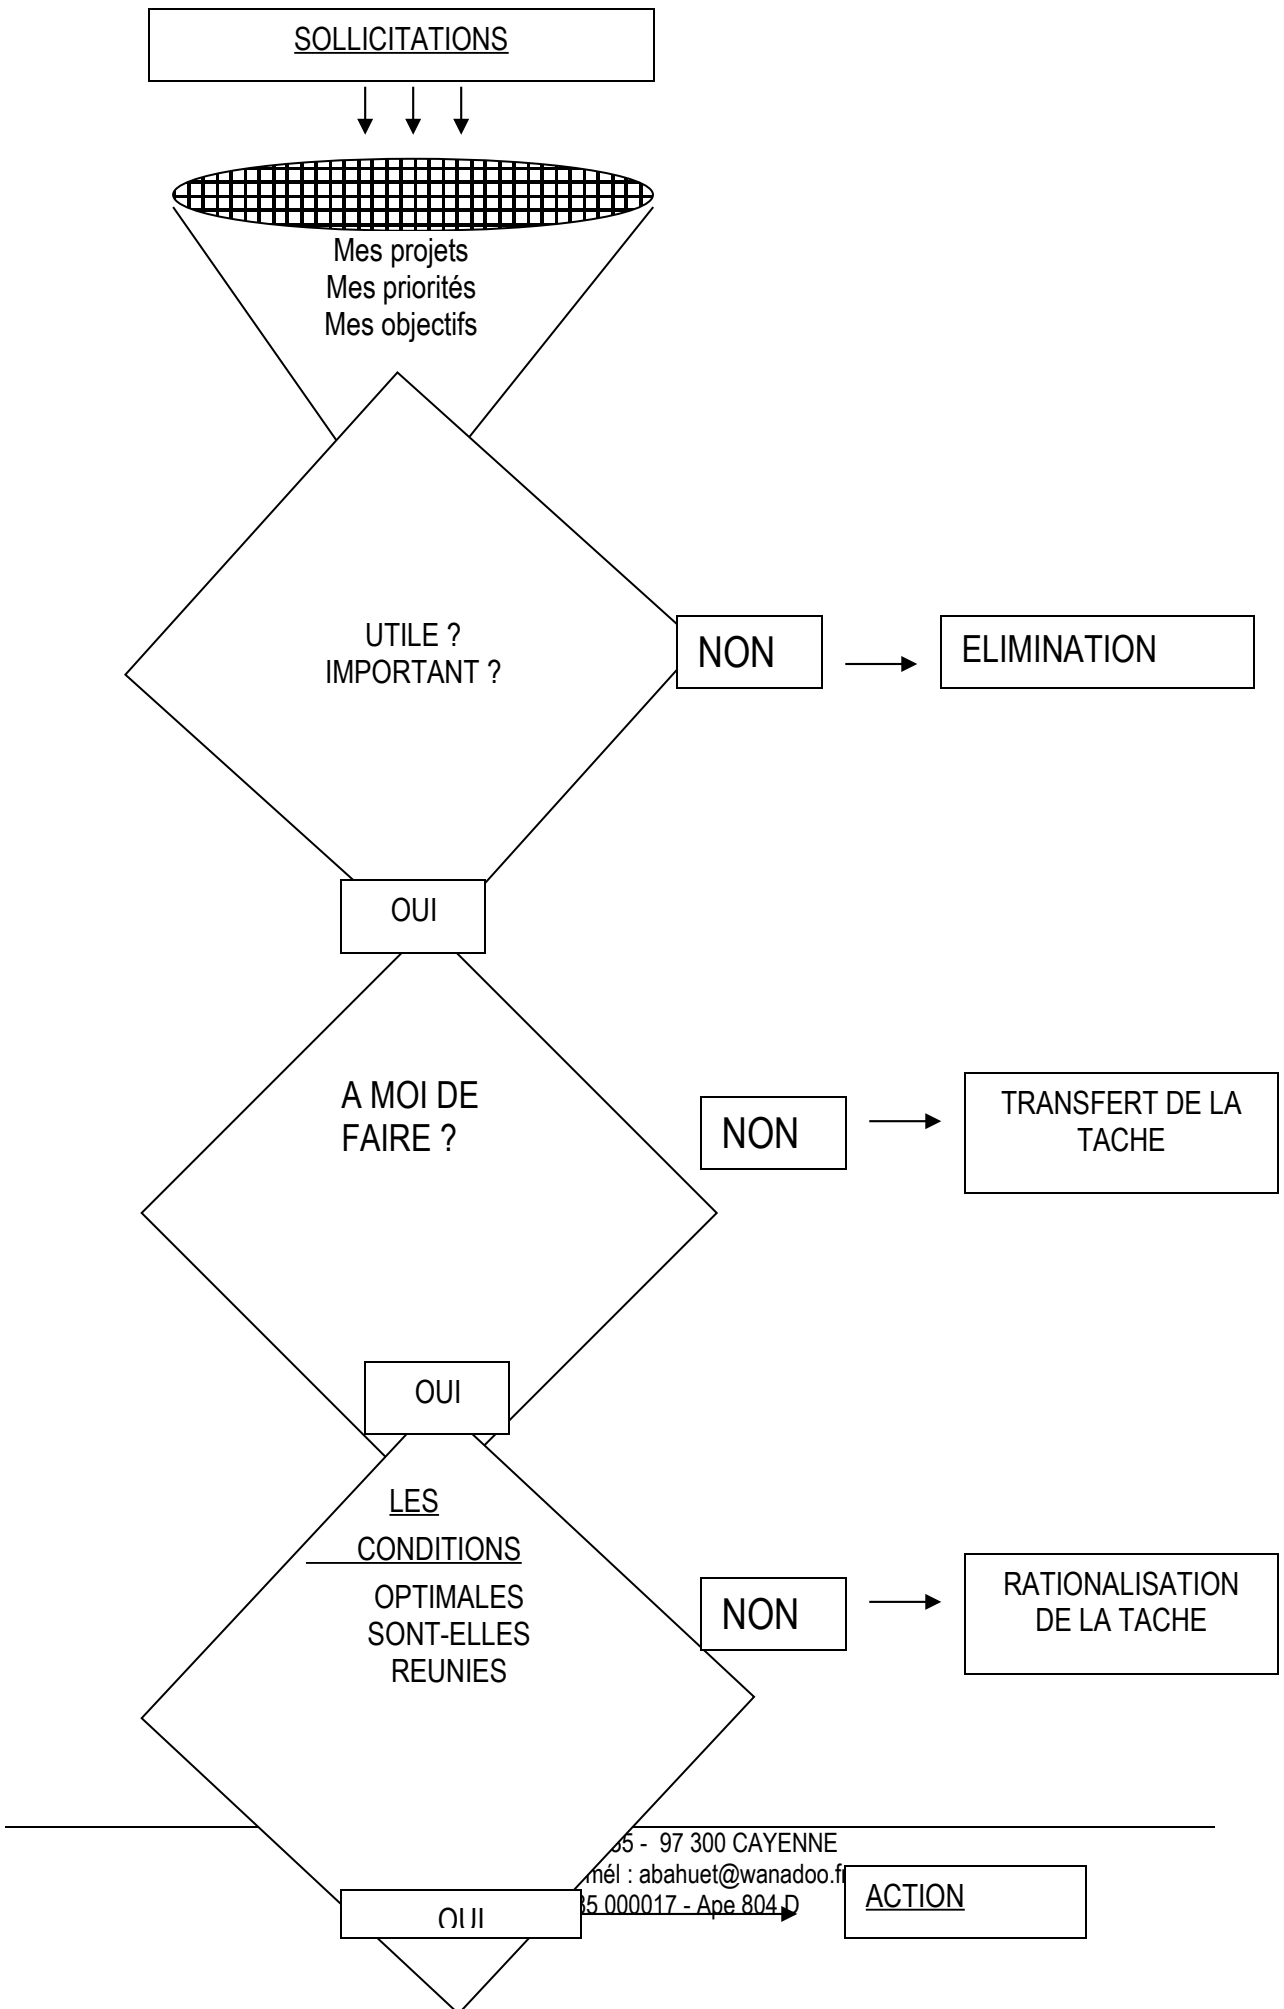 SOLLICITATIONS
Mes projets
Mes priorités
Mes objectifs
UTILE ?
IMPORTANT ?
NON
ELIMINATION
OUI
A MOI DE
FAIRE ?
NON
TRANSFERT DE LA
TACHE
OUI
LES
CONDITIONS
OPTIMALES
SONT-ELLES
REUNIES
NON
RATIONALISATION
DE LA TACHE
- 97 300 CAYENNE
mél : abahuet@wanadoo.fr
000017 - Ape 804 D
OUI
ACTION